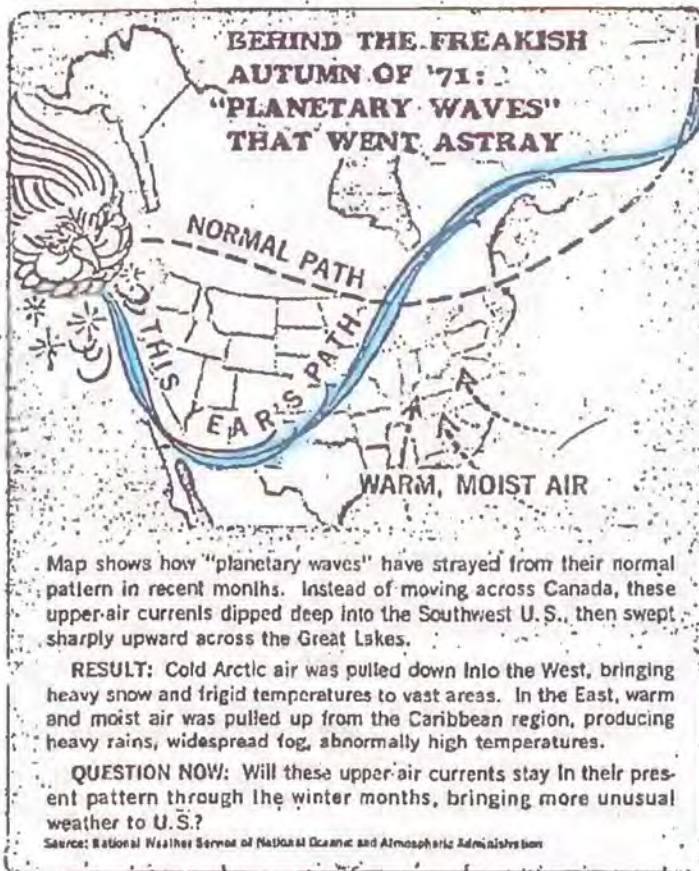 BEHIND THE FREAKISH
AUTUMN OF '71:
"PLANETARY WAVES"
THAT WENT ASTRAY
NORMAL PATH
THIS YEAR'S PATH
WARM, MOIST AIR
Map shows how "planetary waves" have strayed from their normal
pattern in recent months. Instead of moving across Canada, these
upper-air currents dipped deep into the Southwest U.S., then swept
sharply upward across the Great Lakes.
RESULT: Cold Arctic air was pulled down into the West, bringing
heavy snow and frigid temperatures to vast areas. In the East, warm
and moist air was pulled up from the Caribbean region, producing
heavy rains, widespread fog, abnormally high temperatures.
QUESTION NOW: Will these upper-air currents stay in their pres-
ent pattern through the winter months, bringing more unusual
weather to U.S.?
Source: National Weather Service of National Oceanic and Atmospheric Administration